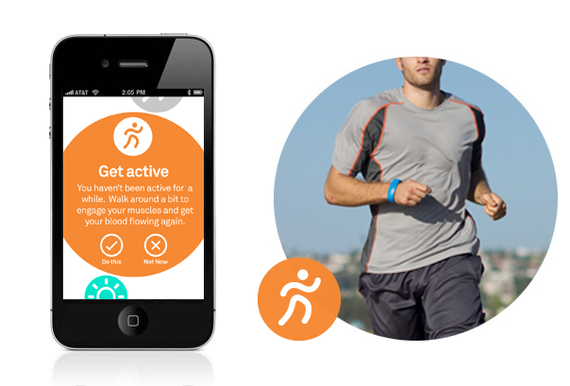 AT&T 2:05 PM
Get active
You haven't been active for a
while. Walk around a bit to
engage your muscles and get
your blood flowing again.
Do this Not Now